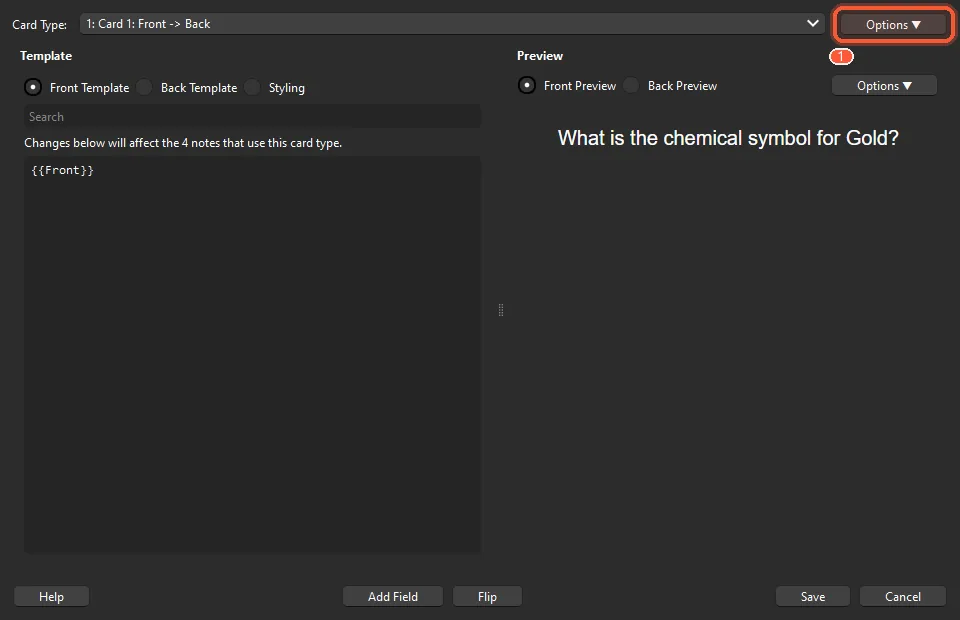 Card Type: 1: Card 1: Front -> Back Options ▼
1
Template
Front Template Back Template Styling
Search
Changes below will affect the 4 notes that use this card type.
{{Front}}
Preview
Front Preview Back Preview Options ▼
What is the chemical symbol for Gold?
Help Add Field Flip Save Cancel